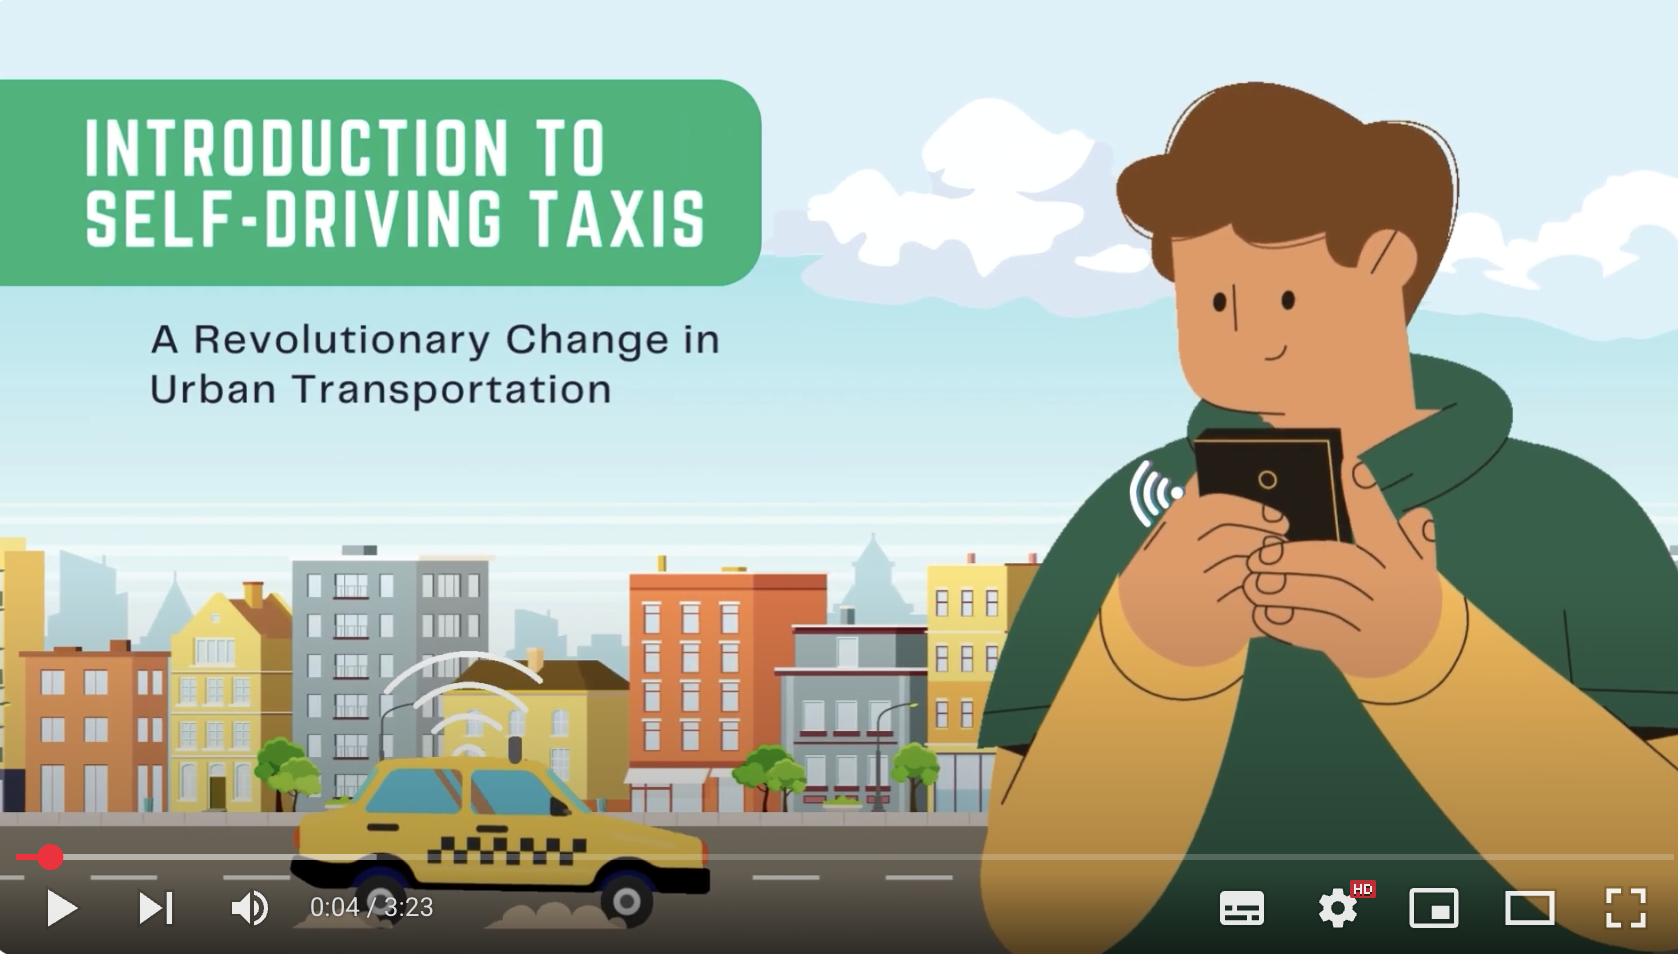 INTRODUCTION TO
SELF-DRIVING TAXIS
A Revolutionary Change in
Urban Transportation
0:04 / 3:23
HD